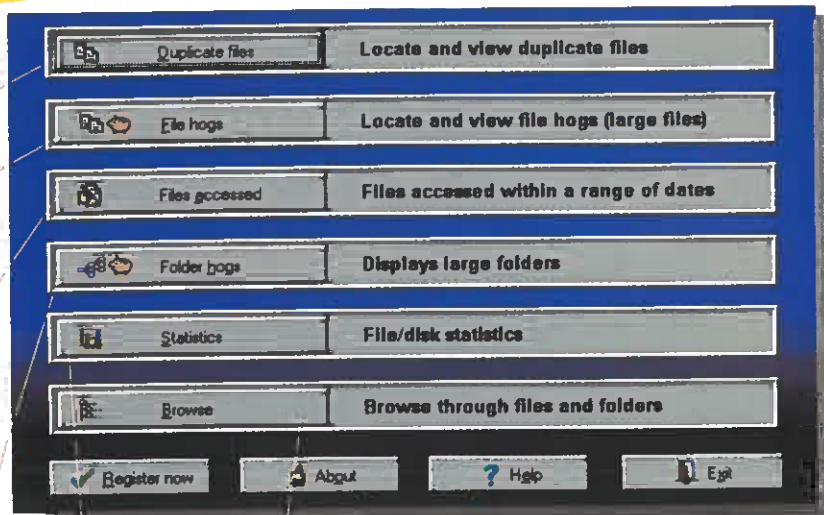 Duplicate files Locate and view duplicate files
File hogs Locate and view file hogs (large files)
Files accessed Files accessed within a range of dates
Folder hogs Displays large folders
Statistics File/disk statistics
Browse Browse through files and folders
Register now About Help Exit